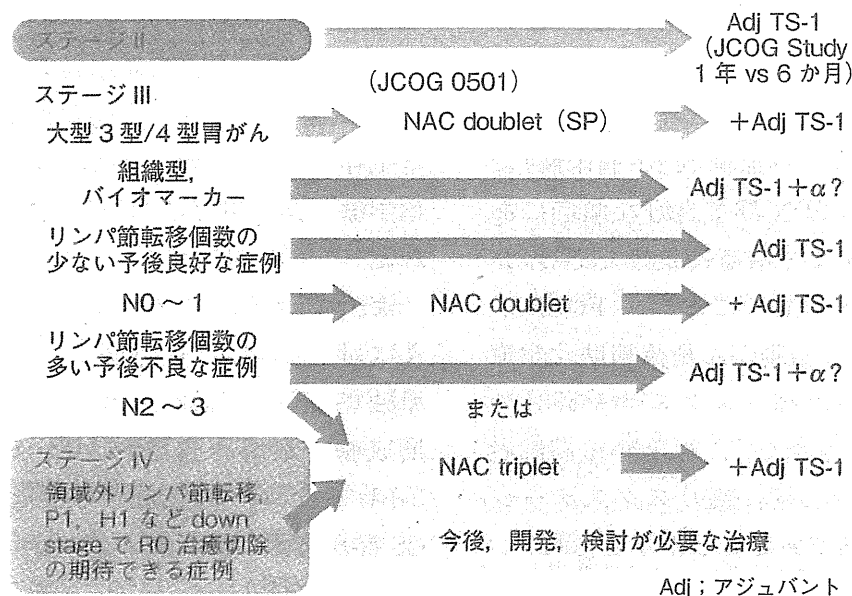 ステージ II
Adj TS-1
(JCOG Study
1 年 vs 6 か月)
ステージ III
(JCOG 0501)
大型 3 型/4 型胃がん
NAC doublet (SP)
+Adj TS-1
組織型,
バイオマーカー
Adj TS-1+α?
リンパ節転移個数の
少ない予後良好な症例
Adj TS-1
N0～1
NAC doublet
+ Adj TS-1
リンパ節転移個数の
多い予後不良な症例
Adj TS-1+α?
N2～3
または
ステージ IV
領域外リンパ節転移,
P1, H1 など down
stage で R0 治癒切除
の期待できる症例
NAC triplet
+Adj TS-1
今後, 開発, 検討が必要な治療
Adj ; アジュバント